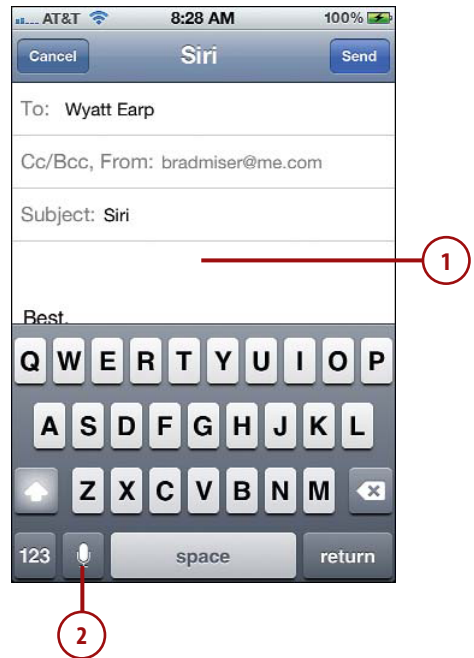 AT&T 8:28 AM 100%
Cancel Siri Send
To: Wyatt Earp
Cc/Bcc, From: bradmiser@me.com
Subject: Siri
1
Best,
Q W E R T Y U I O P
A S D F G H J K L
Z X C V B N M
123 space return
2